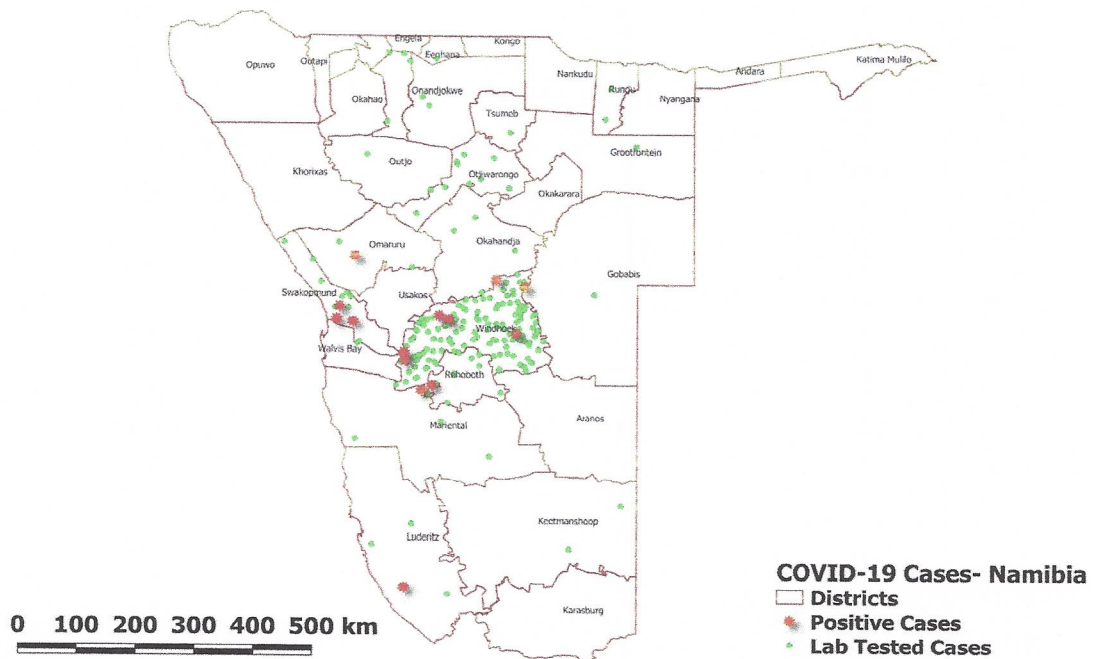 Engela
Kongo
Eenhana
Opuwo
Ootapi
Katima Mulilo
Andara
Nankudu
Rundu
Nyangana
Okahao
Onandjokwe
Tsumeb
Grootfontein
Khorixas
Outjo
Otjiwarongo
Okakarara
Omaruru
Okahandja
Gobabis
Swakopmund
Usakos
Windhoek
Walvis Bay
Rehoboth
Mariental
Aranos
Keetmanshoop
Luderitz
Karasburg
COVID-19 Cases- Namibia
Districts
Positive Cases
Lab Tested Cases
0 100 200 300 400 500 km